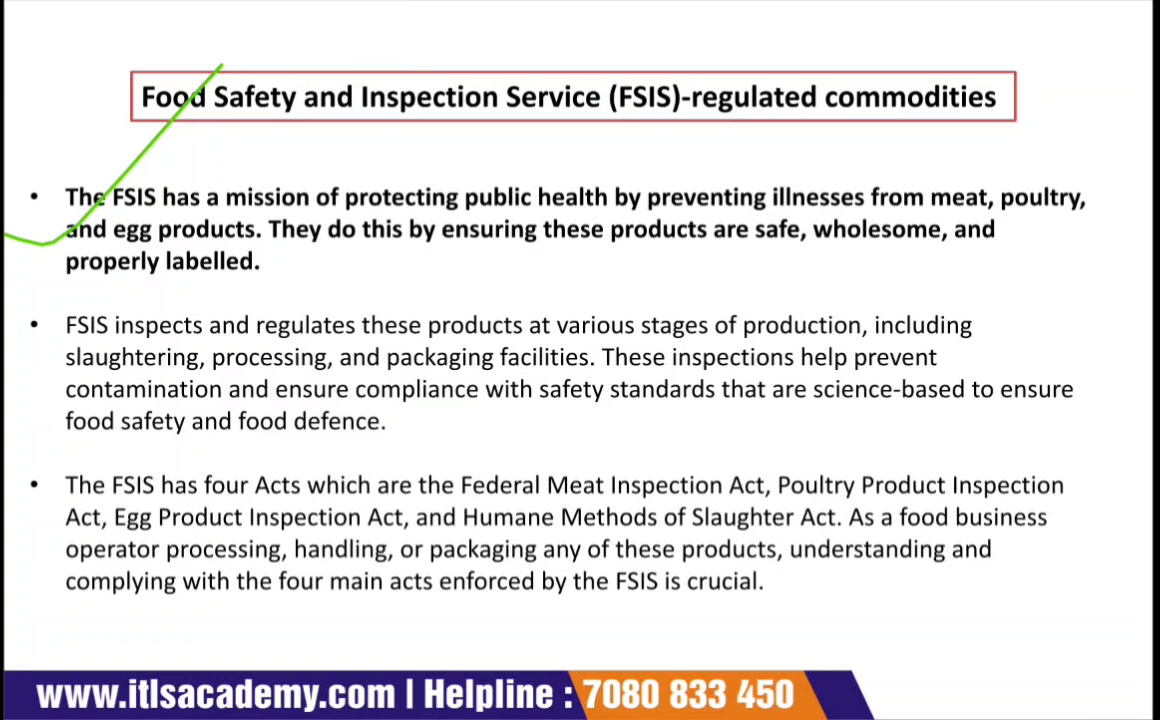 Food Safety and Inspection Service (FSIS)-regulated commodities
• The FSIS has a mission of protecting public health by preventing illnesses from meat, poultry,
and egg products. They do this by ensuring these products are safe, wholesome, and
properly labelled.
• FSIS inspects and regulates these products at various stages of production, including
slaughtering, processing, and packaging facilities. These inspections help prevent
contamination and ensure compliance with safety standards that are science-based to ensure
food safety and food defence.
• The FSIS has four Acts which are the Federal Meat Inspection Act, Poultry Product Inspection
Act, Egg Product Inspection Act, and Humane Methods of Slaughter Act. As a food business
operator processing, handling, or packaging any of these products, understanding and
complying with the four main acts enforced by the FSIS is crucial.
www.itlsacademy.com | Helpline : 7080 833 450